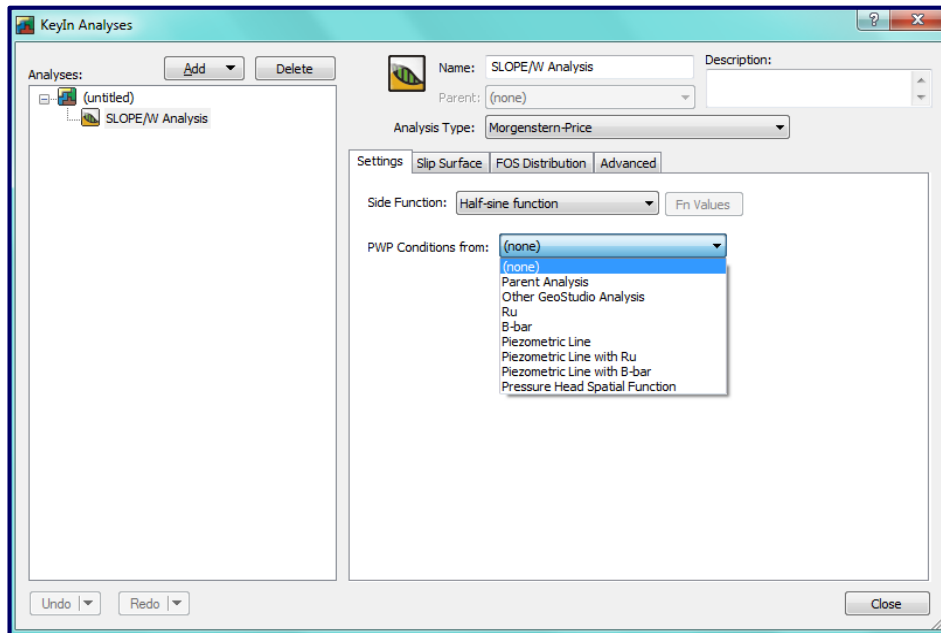 KeyIn Analyses
Analyses:
Add
Delete
(untitled)
SLOPE/W Analysis
Name: SLOPE/W Analysis
Description:
Parent: (none)
Analysis Type: Morgenstern-Price
Settings Slip Surface FOS Distribution Advanced
Side Function: Half-sine function Fn Values
PWP Conditions from: (none)
(none)
Parent Analysis
Other GeoStudio Analysis
Ru
B-bar
Piezometric Line
Piezometric Line with Ru
Piezometric Line with B-bar
Pressure Head Spatial Function
Undo Redo Close